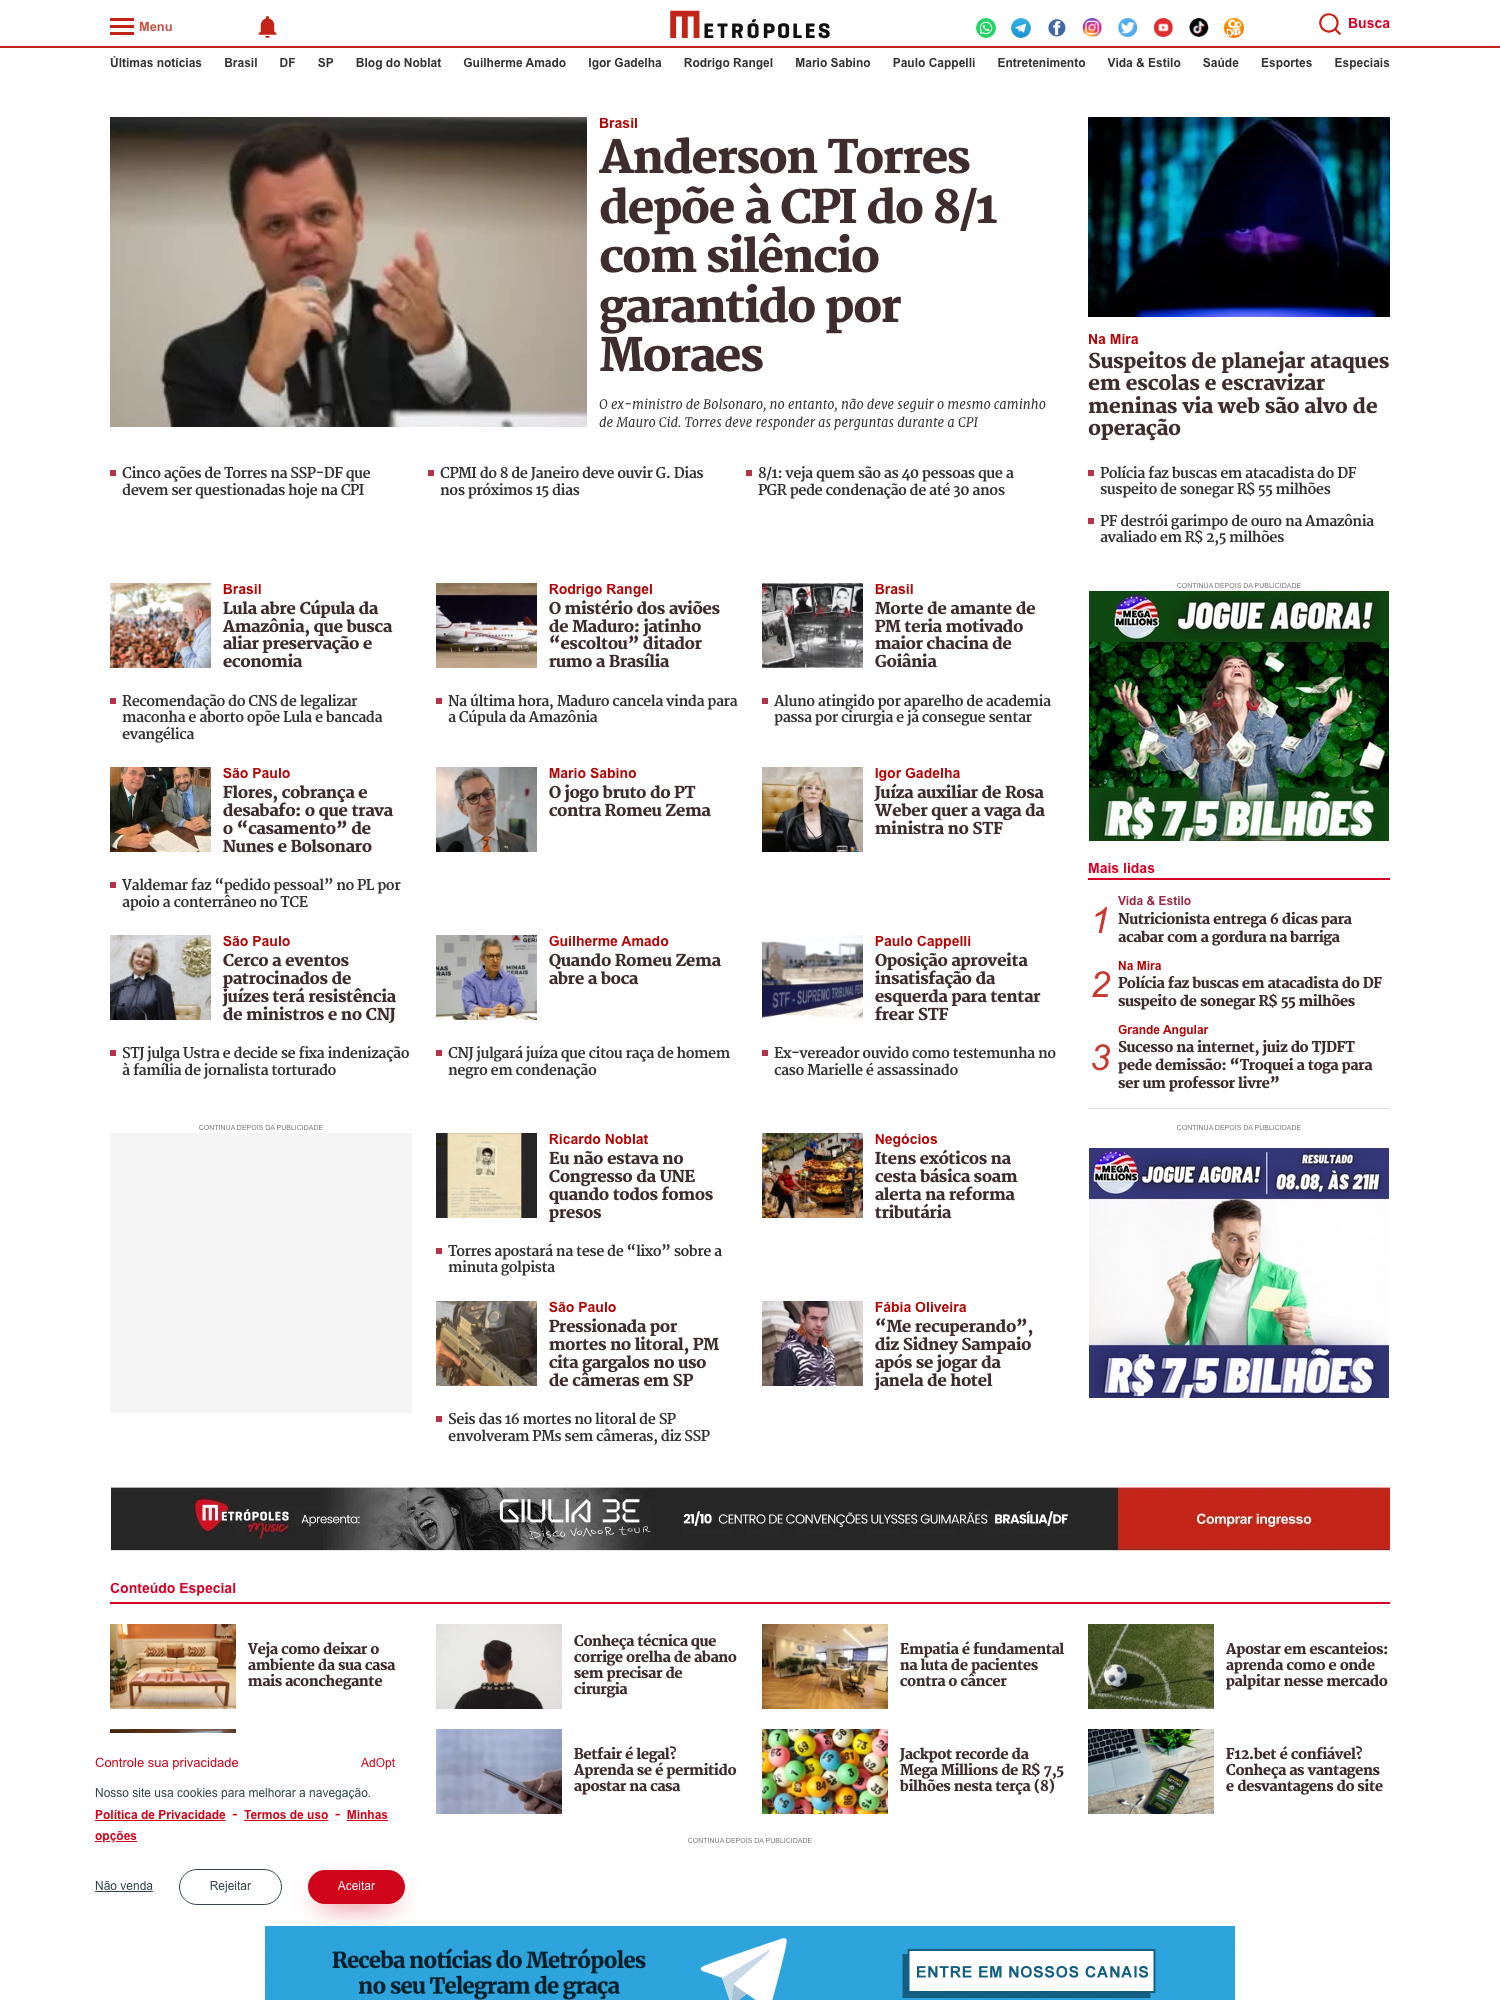 Menu
METRÓPOLES
Busca
Últimas notícias Brasil DF SP Blog do Noblat Guilherme Amado Igor Gadelha Rodrigo Rangel Mario Sabino Paulo Cappelli Entretenimento Vida & Estilo Saúde Esportes Especiais
Brasil
Anderson Torres
depõe à CPI do 8/1
com silêncio
garantido por
Moraes
O ex-ministro de Bolsonaro, no entanto, não deve seguir o mesmo caminho
de Mauro Cid. Torres deve responder as perguntas durante a CPI
Na Mira
Suspeitos de planejar ataques
em escolas e escravizar
meninas via web são alvo de
operação
Cinco ações de Torres na SSP-DF que
devem ser questionadas hoje na CPI
CPMI do 8 de Janeiro deve ouvir G. Dias
nos próximos 15 dias
8/1: veja quem são as 40 pessoas que a
PGR pede condenação de até 30 anos
Polícia faz buscas em atacadista do DF
suspeito de sonegar R$ 55 milhões
PF destrói garimpo de ouro na Amazônia
avaliado em R$ 2,5 milhões
Brasil
Lula abre Cúpula da
Amazônia, que busca
aliar preservação e
economia
Recomendação do CNS de legalizar
maconha e aborto opõe Lula e bancada
evangélica
Rodrigo Rangel
O mistério dos aviões
de Maduro: jatinho
“escoltou” ditador
rumo a Brasília
Na última hora, Maduro cancela vinda para
a Cúpula da Amazônia
Brasil
Morte de amante de
PM teria motivado
maior chacina de
Goiânia
Aluno atingido por aparelho de academia
passa por cirurgia e já consegue sentar
CONTINUA DEPOIS DA PUBLICIDADE
MEGA
MILLIONS
JOGUE AGORA!
R$ 7,5 BILHÕES
São Paulo
Flores, cobrança e
desabafo: o que trava
o “casamento” de
Nunes e Bolsonaro
Valdemar faz “pedido pessoal” no PL por
apoio a conterrâneo no TCE
Mario Sabino
O jogo bruto do PT
contra Romeu Zema
Igor Gadelha
Juíza auxiliar de Rosa
Weber quer a vaga da
ministra no STF
Mais lidas
1
Vida & Estilo
Nutricionista entrega 6 dicas para
acabar com a gordura na barriga
2
Na Mira
Polícia faz buscas em atacadista do DF
suspeito de sonegar R$ 55 milhões
3
Grande Angular
Sucesso na internet, juiz do TJDFT
pede demissão: “Troquei a toga para
ser um professor livre”
São Paulo
Cerco a eventos
patrocinados de
juízes terá resistência
de ministros e no CNJ
STJ julga Ustra e decide se fixa indenização
à família de jornalista torturado
Guilherme Amado
Quando Romeu Zema
abre a boca
CNJ julgará juíza que citou raça de homem
negro em condenação
STF - SUPREMO TRIBUNAL FED
Paulo Cappelli
Oposição aproveita
insatisfação da
esquerda para tentar
frear STF
Ex-vereador ouvido como testemunha no
caso Marielle é assassinado
CONTINUA DEPOIS DA PUBLICIDADE
Ricardo Noblat
Eu não estava no
Congresso da UNE
quando todos fomos
presos
Torres apostará na tese de “lixo” sobre a
minuta golpista
Negócios
Itens exóticos na
cesta básica soam
alerta na reforma
tributária
CONTINUA DEPOIS DA PUBLICIDADE
MEGA
MILLIONS
JOGUE AGORA!
RESULTADO
08.08, ÀS 21H
R$ 7,5 BILHÕES
São Paulo
Pressionada por
mortes no litoral, PM
cita gargalos no uso
de câmeras em SP
Seis das 16 mortes no litoral de SP
envolveram PMs sem câmeras, diz SSP
Fábia Oliveira
“Me recuperando”,
diz Sidney Sampaio
após se jogar da
janela de hotel
METRÓPOLES
Music
Apresenta:
GIULIA BE
DISCO VOADOR TOUR
21/10 CENTRO DE CONVENÇÕES ULYSSES GUIMARÃES BRASÍLIA/DF
Comprar ingresso
Conteúdo Especial
Veja como deixar o
ambiente da sua casa
mais aconchegante
Conheça técnica que
corrige orelha de abano
sem precisar de
cirurgia
Empatia é fundamental
na luta de pacientes
contra o câncer
Apostar em escanteios:
aprenda como e onde
palpitar nesse mercado
Betfair é legal?
Aprenda se é permitido
apostar na casa
Jackpot recorde da
Mega Millions de R$ 7,5
bilhões nesta terça (8)
F12.bet é confiável?
Conheça as vantagens
e desvantagens do site
Controle sua privacidade AdOpt
Nosso site usa cookies para melhorar a navegação.
Política de Privacidade - Termos de uso - Minhas
opções
Não venda Rejeitar Aceitar
CONTINUA DEPOIS DA PUBLICIDADE
Receba notícias do Metrópoles
no seu Telegram de graça
ENTRE EM NOSSOS CANAIS